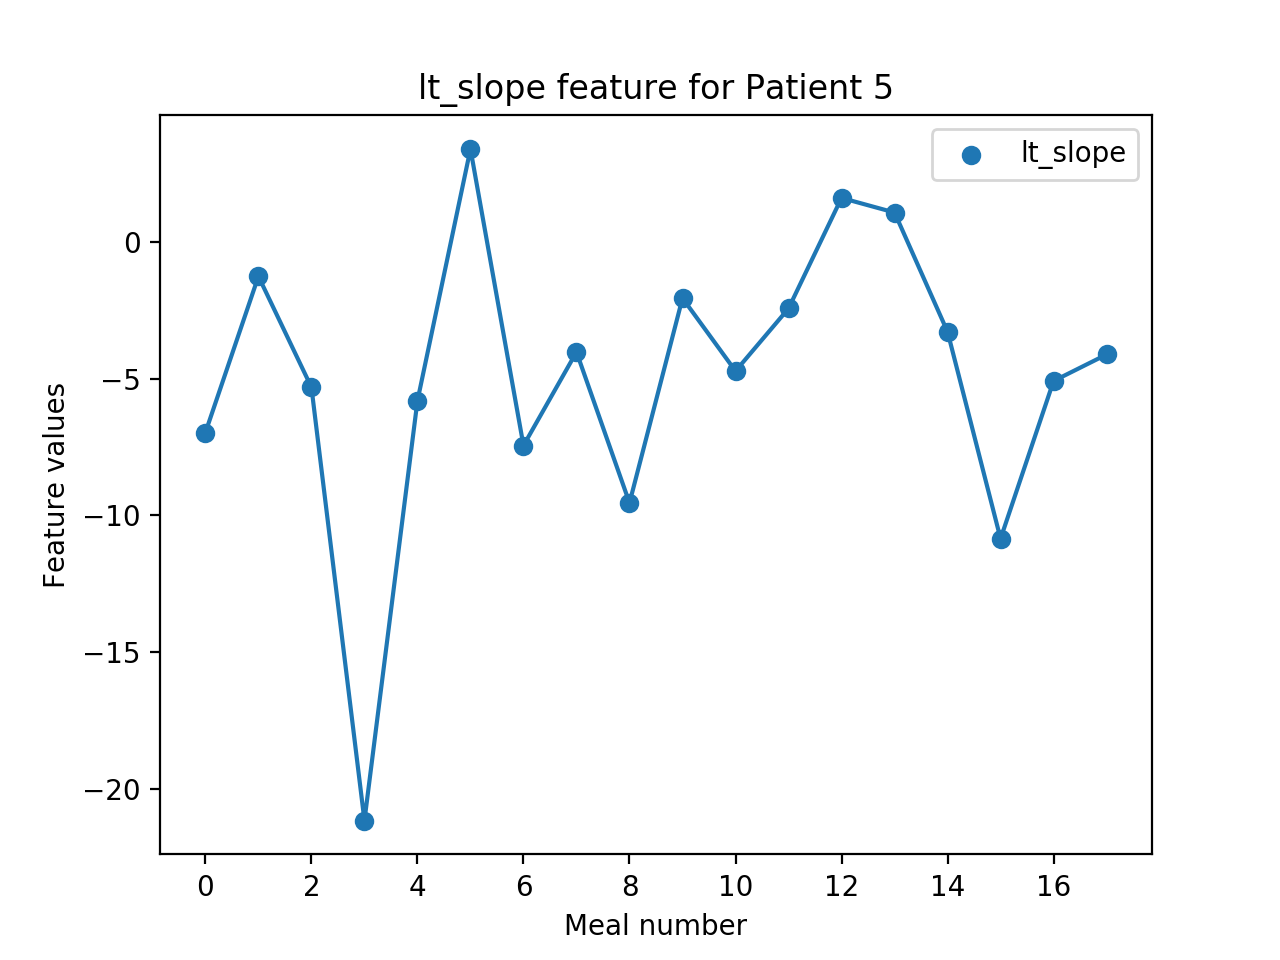 lt_slope feature for Patient 5
lt_slope
Feature values
0
−5
−10
−15
−20
0 2 4 6 8 10 12 14 16
Meal number